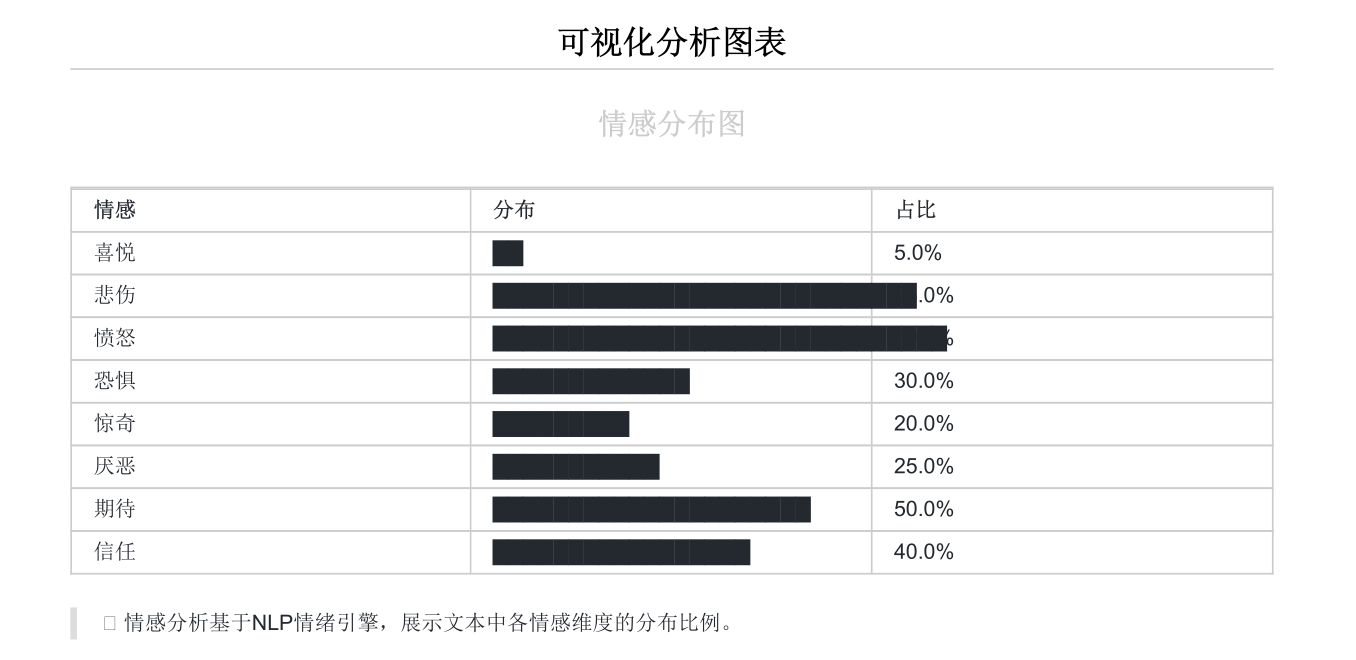 可视化分析图表
情感分布图
情感 分布 占比
喜悦 5.0%
悲伤 .0%
愤怒 %
恐惧 30.0%
惊奇 20.0%
厌恶 25.0%
期待 50.0%
信任 40.0%
情感分析基于NLP情绪引擎，展示文本中各情感维度的分布比例。